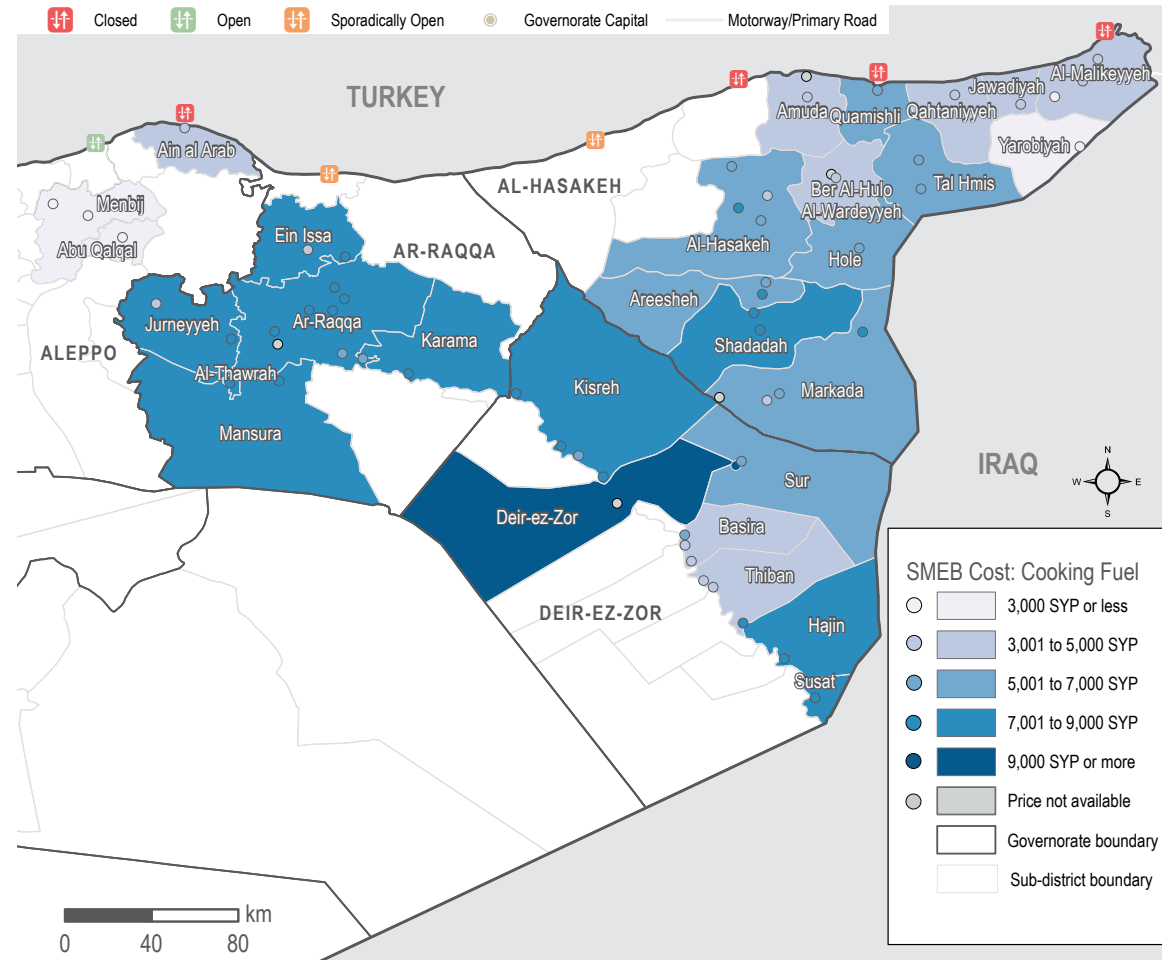 Closed
Open
Sporadically Open
Governorate Capital
Motorway/Primary Road
TURKEY
Al-Malikeyyeh
Jawadiyah
Amuda
Quamishli
Qahtaniyyeh
Ain al Arab
Yarobiyah
AL-HASAKEH
Tal Hmis
Menbij
Ber Al-Hulo
Al-Wardeyyeh
Ein Issa
Abu Qalqal
AR-RAQQA
Al-Hasakeh
Hole
Areesheh
Jurneyyeh
Ar-Raqqa
Karama
Shadadah
ALEPPO
Al-Thawrah
Kisreh
Markada
Mansura
IRAQ
N
W
E
S
Sur
Deir-ez-Zor
Basira
Thiban
DEIR-EZ-ZOR
Hajin
Susat
SMEB Cost: Cooking Fuel
3,000 SYP or less
3,001 to 5,000 SYP
5,001 to 7,000 SYP
7,001 to 9,000 SYP
9,000 SYP or more
Price not available
Governorate boundary
Sub-district boundary
km
0 40 80